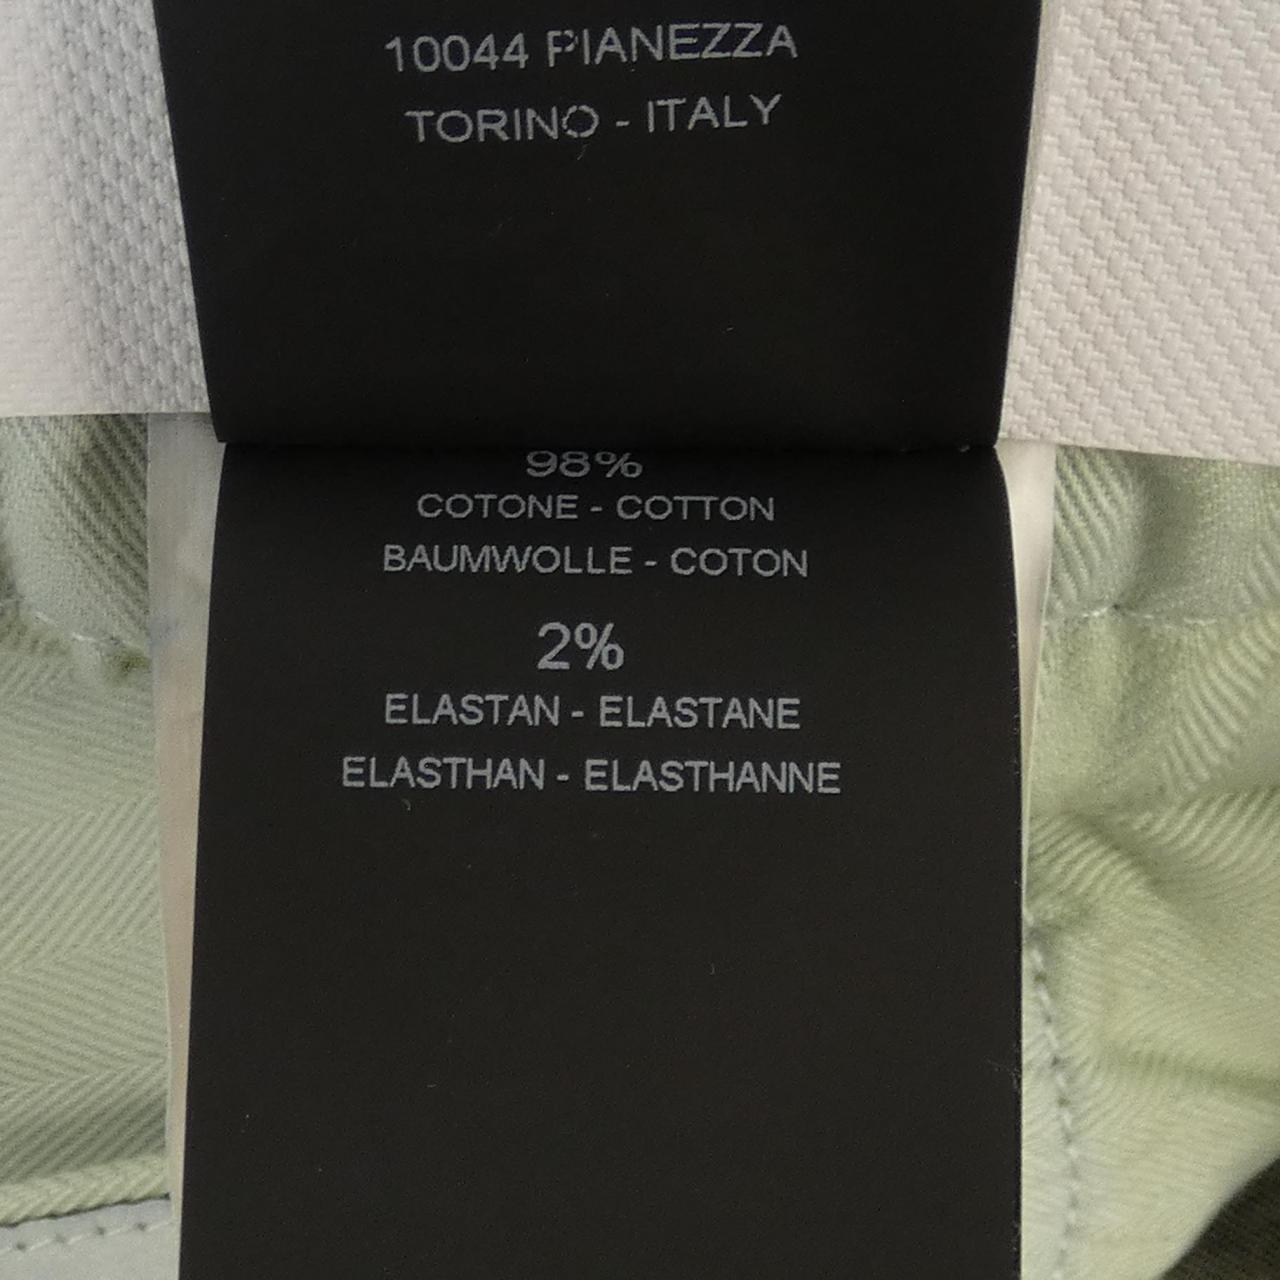 10044 PIANEZZA
TORINO - ITALY
98%
COTONE - COTTON
BAUMWOLLE - COTON
2%
ELASTAN - ELASTANE
ELASTHAN - ELASTHANNE